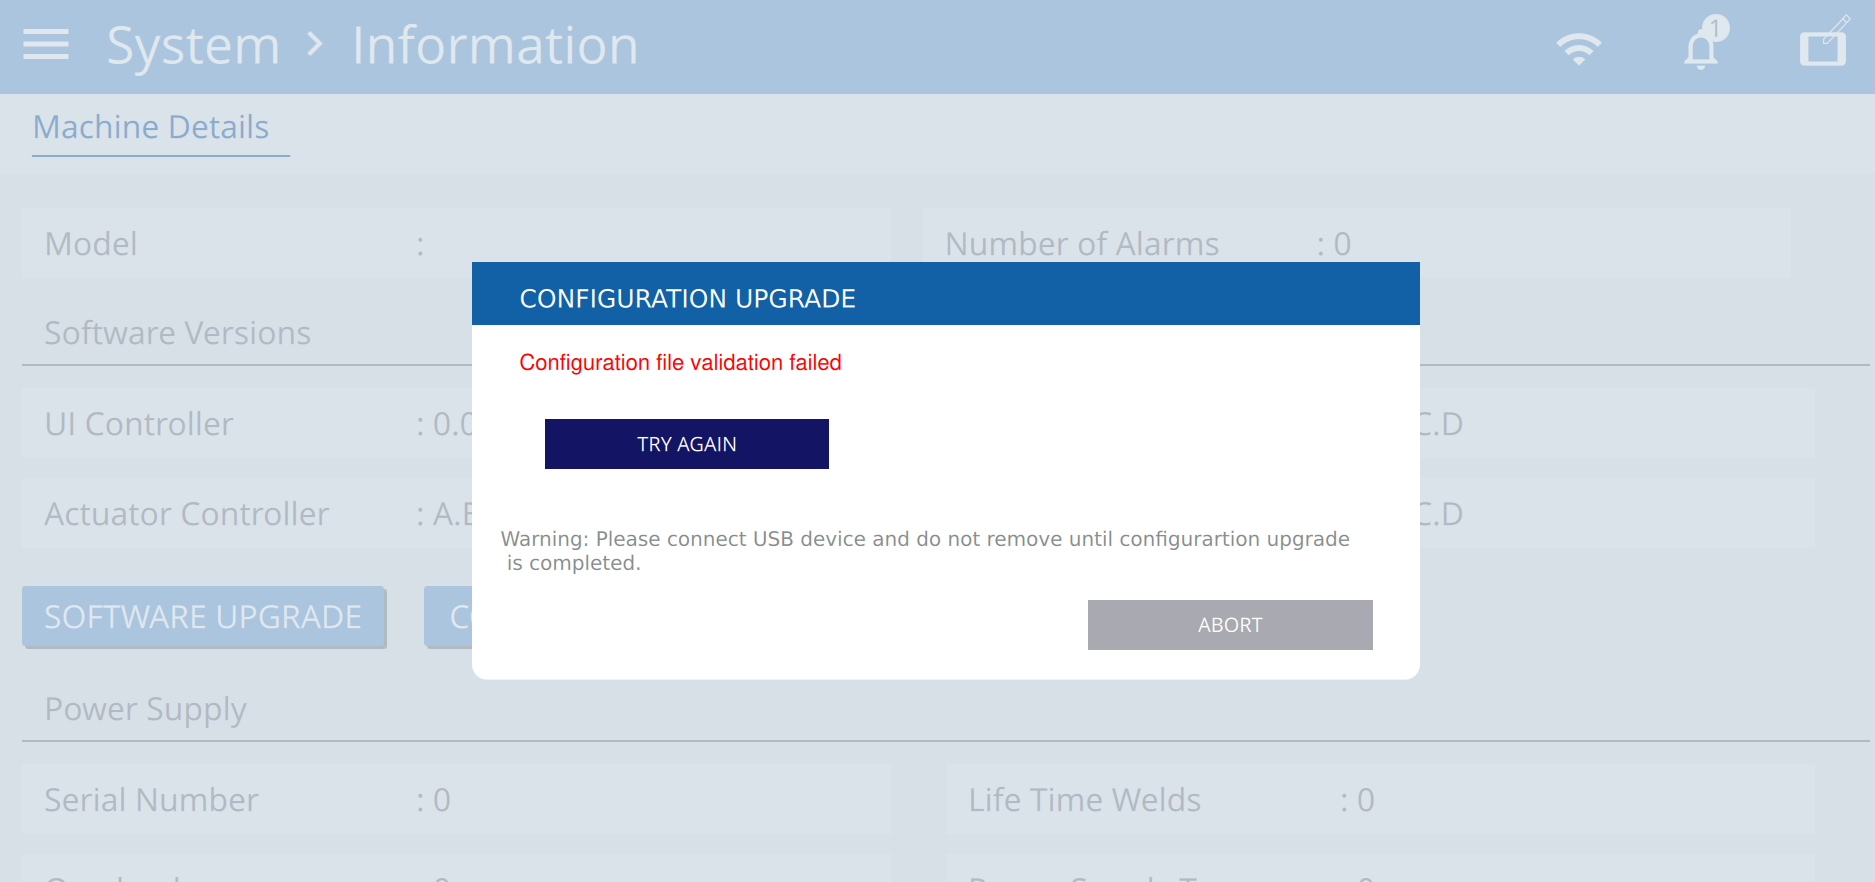 System > Information
1
Machine Details
Model :
Number of Alarms : 0
CONFIGURATION UPGRADE
Software Versions
Configuration file validation failed
UI Controller : 0.0
C.D
TRY AGAIN
Actuator Controller : A.B
C.D
Warning: Please connect USB device and do not remove until configurartion upgrade
is completed.
SOFTWARE UPGRADE
ABORT
Power Supply
Serial Number : 0
Life Time Welds : 0